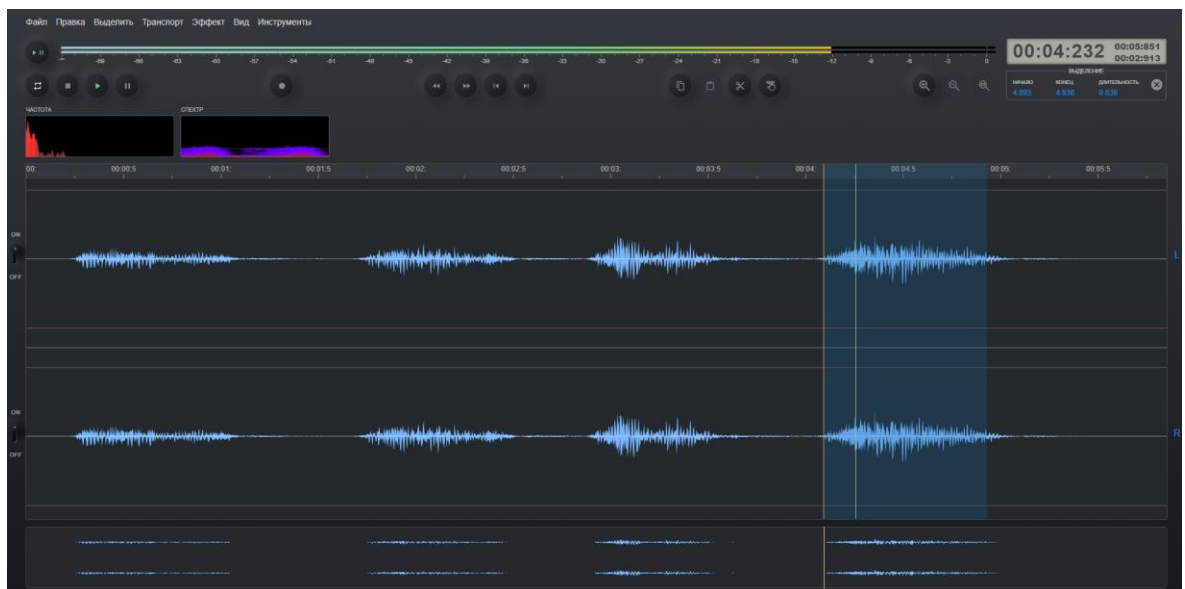 Файл Правка Выделить Транспорт Эффект Вид Инструменты
00:04:232
00:05:851
00:02:913
-69 -66 -63 -60 -57 -54 -51 -48 -45 -42 -39 -36 -33 -30 -27 -24 -21 -18 -15 -12 -9 -6 -3 0
ВЫДЕЛЕНИЕ
НАЧАЛО КОНЕЦ ДЛИТЕЛЬНОСТЬ
4.093 4.930 0.836
ЧАСТОТА СПЕКТР
00: 00:00:5 00:01: 00:01:5 00:02: 00:02:5 00:03: 00:03:5 00:04: 00:04:5 00:05: 00:05:5
ON
L
OFF
ON
R
OFF